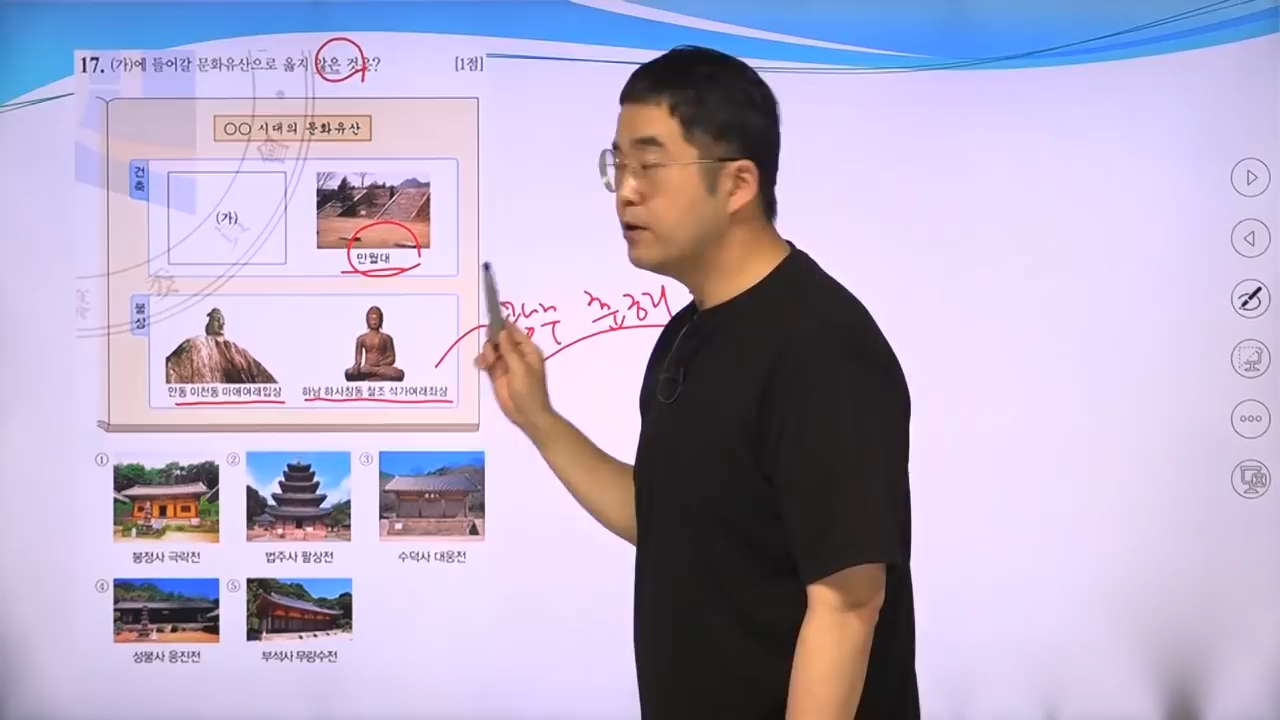 17. (가)에 들어갈 문화유산으로 옳지 않은 것은? [1점]
○○ 시대의 문화유산
건축
(가)
만월대
불상
안동 이천동 마애여래입상
하남 하사창동 철조 석가여래좌상
춘궁리
①
②
③
봉정사 극락전
법주사 팔상전
수덕사 대웅전
④
⑤
성불사 응진전
부석사 무량수전